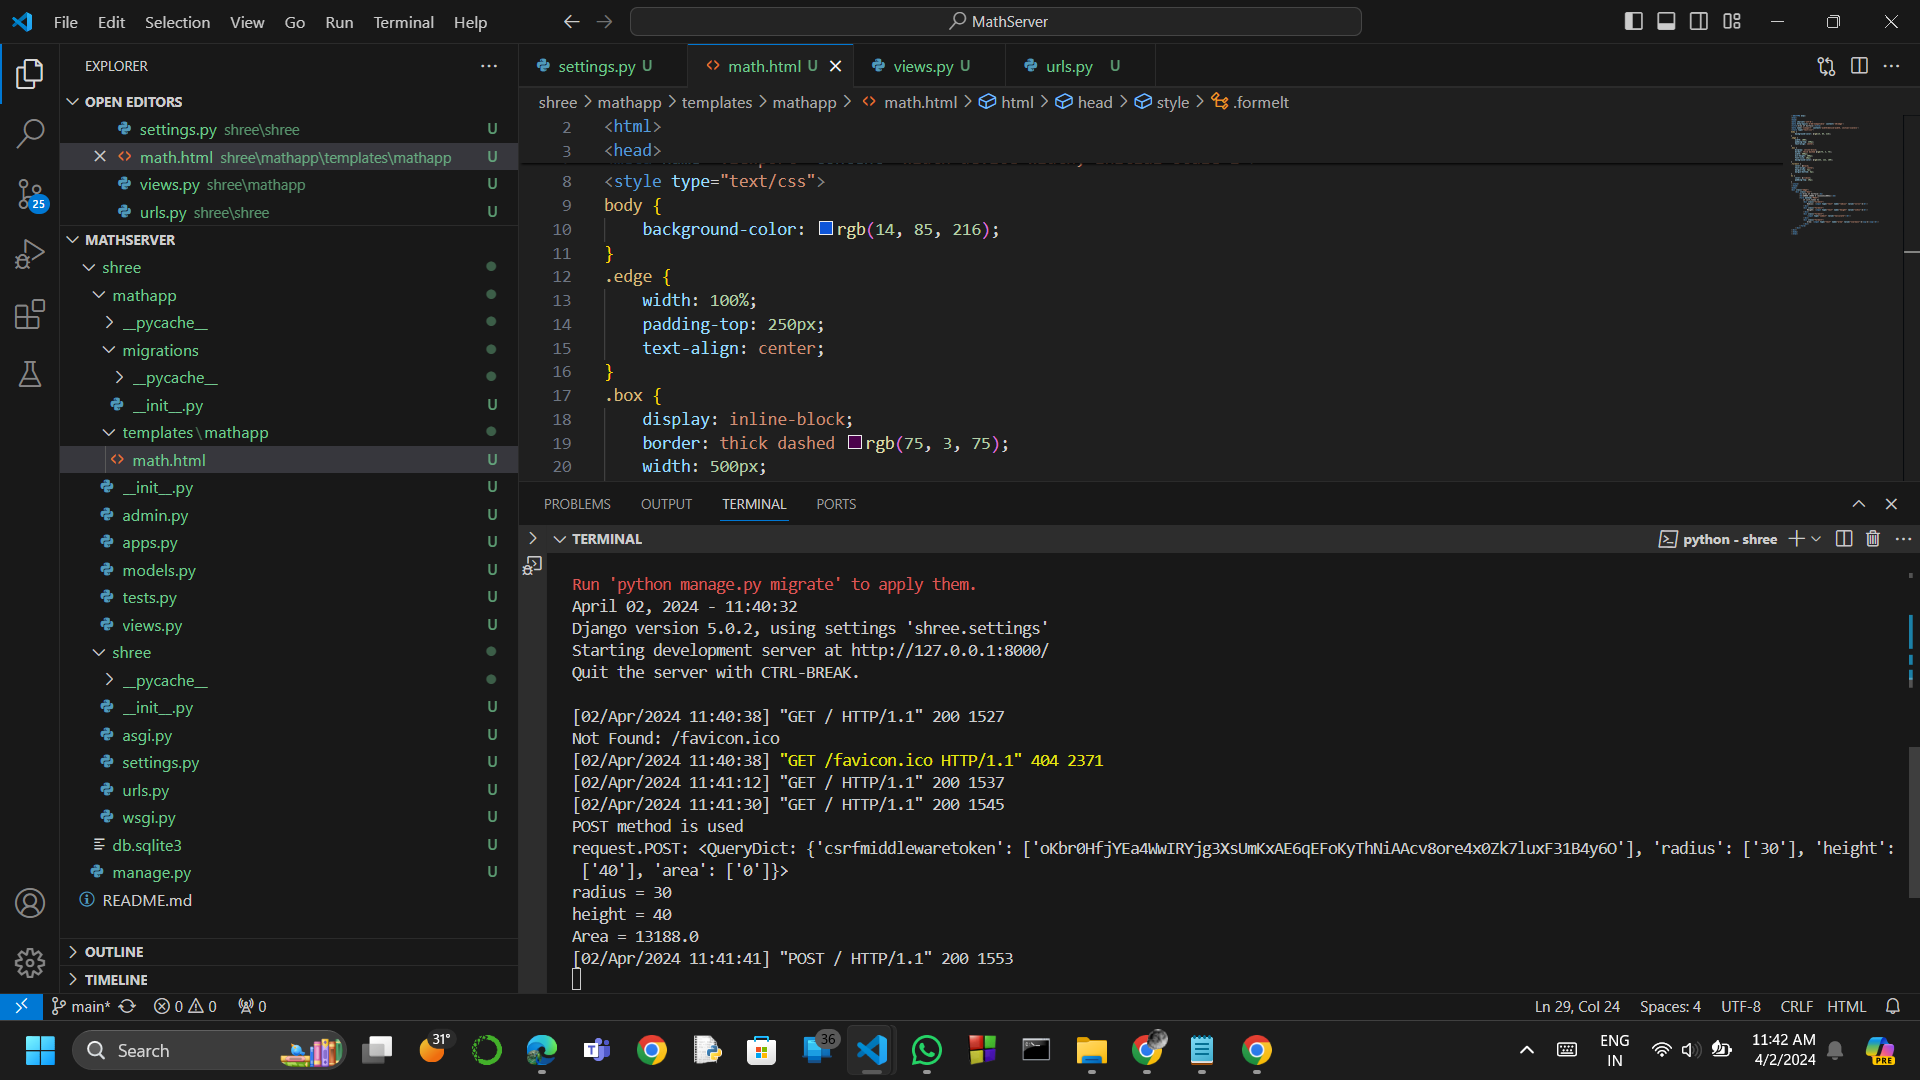 File Edit Selection View Go Run Terminal Help
MathServer
EXPLORER
OPEN EDITORS
settings.py shree\shree U
math.html shree\mathapp\templates\mathapp U
views.py shree\mathapp U
urls.py shree\shree U
MATHSERVER
shree
mathapp
__pycache__
migrations
__pycache__
__init__.py U
templates\mathapp
math.html U
__init__.py U
admin.py U
apps.py U
models.py U
tests.py U
views.py U
shree
__pycache__
__init__.py U
asgi.py U
settings.py U
urls.py U
wsgi.py U
db.sqlite3 U
manage.py U
README.md
OUTLINE
TIMELINE
25
settings.py U math.html U views.py U urls.py U
shree > mathapp > templates > mathapp > math.html > html > head > style > .formelt
2 <html>
3 <head>
8 <style type="text/css">
9 body {
10 background-color: rgb(14, 85, 216);
11 }
12 .edge {
13 width: 100%;
14 padding-top: 250px;
15 text-align: center;
16 }
17 .box {
18 display: inline-block;
19 border: thick dashed rgb(75, 3, 75);
20 width: 500px;
PROBLEMS OUTPUT TERMINAL PORTS
TERMINAL
python - shree
Run 'python manage.py migrate' to apply them.
April 02, 2024 - 11:40:32
Django version 5.0.2, using settings 'shree.settings'
Starting development server at http://127.0.0.1:8000/
Quit the server with CTRL-BREAK.
[02/Apr/2024 11:40:38] "GET / HTTP/1.1" 200 1527
Not Found: /favicon.ico
[02/Apr/2024 11:40:38] "GET /favicon.ico HTTP/1.1" 404 2371
[02/Apr/2024 11:41:12] "GET / HTTP/1.1" 200 1537
[02/Apr/2024 11:41:30] "GET / HTTP/1.1" 200 1545
POST method is used
request.POST: <QueryDict: {'csrfmiddlewaretoken': ['oKbr0HfjYEa4WwIRYjg3XsUmKxAE6qEFoKyThNiAAcv8ore4x0Zk7luxF31B4y6O'], 'radius': ['30'], 'height':
['40'], 'area': ['0']}>
radius = 30
height = 40
Area = 13188.0
[02/Apr/2024 11:41:41] "POST / HTTP/1.1" 200 1553
main* 0 0 0
Ln 29, Col 24 Spaces: 4 UTF-8 CRLF HTML
Search
31°
36
ENG
IN
11:42 AM
4/2/2024
PRE